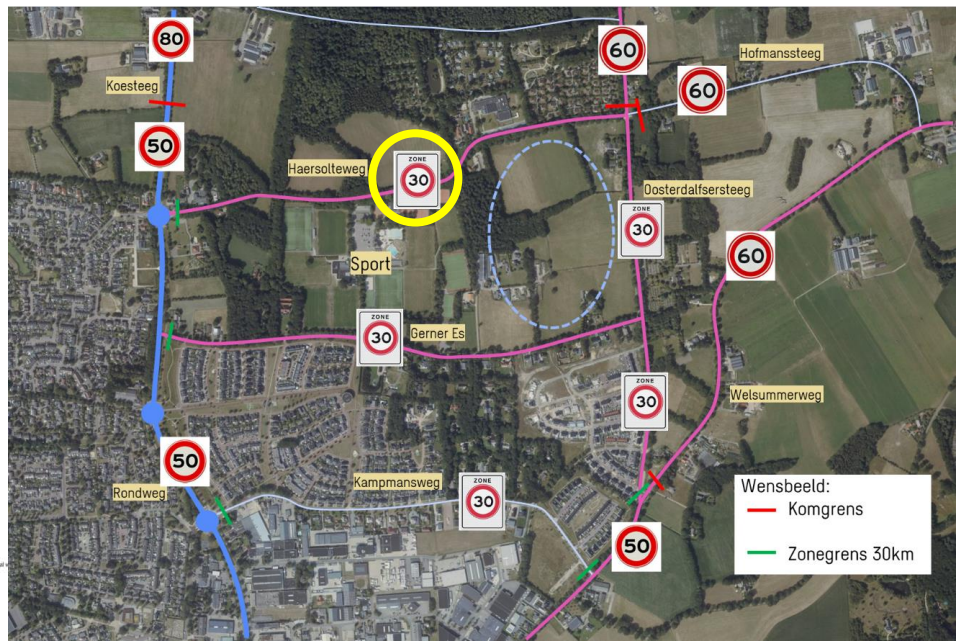 80
Koesteeg
50
60
Hofmanssteeg
60
Haersolteweg
ZONE
30
Oosterdalfsersteeg
ZONE
30
60
Sport
ZONE
30
Gerner Es
ZONE
30
Welsummerweg
50
Rondweg
Kampmansweg
ZONE
30
50
Wensbeeld:
Komgrens
Zonegrens 30km